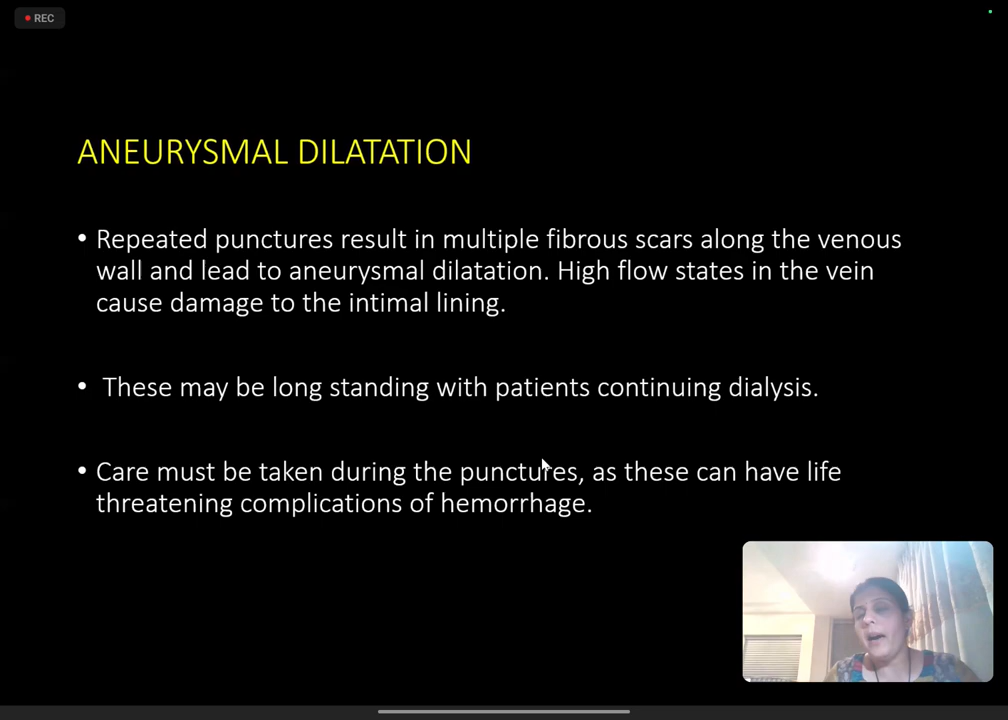 REC
ANEURYSMAL DILATATION
• Repeated punctures result in multiple fibrous scars along the venous
wall and lead to aneurysmal dilatation. High flow states in the vein
cause damage to the intimal lining.
• These may be long standing with patients continuing dialysis.
• Care must be taken during the punctures, as these can have life
threatening complications of hemorrhage.